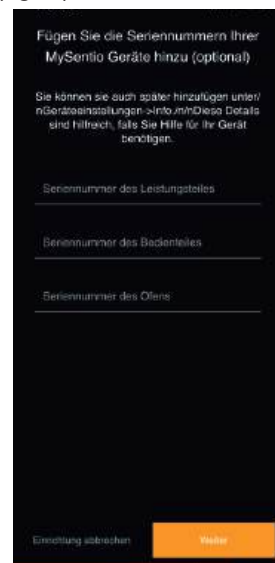 Fügen Sie die Seriennummern Ihrer
MySentio Geräte hinzu (optional)
Sie können sie auch später hinzufügen unter/
nGeräteeinstellungen->Info./n/nDiese Details
sind hilfreich, falls Sie Hilfe für Ihr Gerät
benötigen.
Seriennummer des Leistungsteiles
Seriennummer des Bedienteiles
Seriennummer des Ofens
Einrichtung abbrechen
Weiter